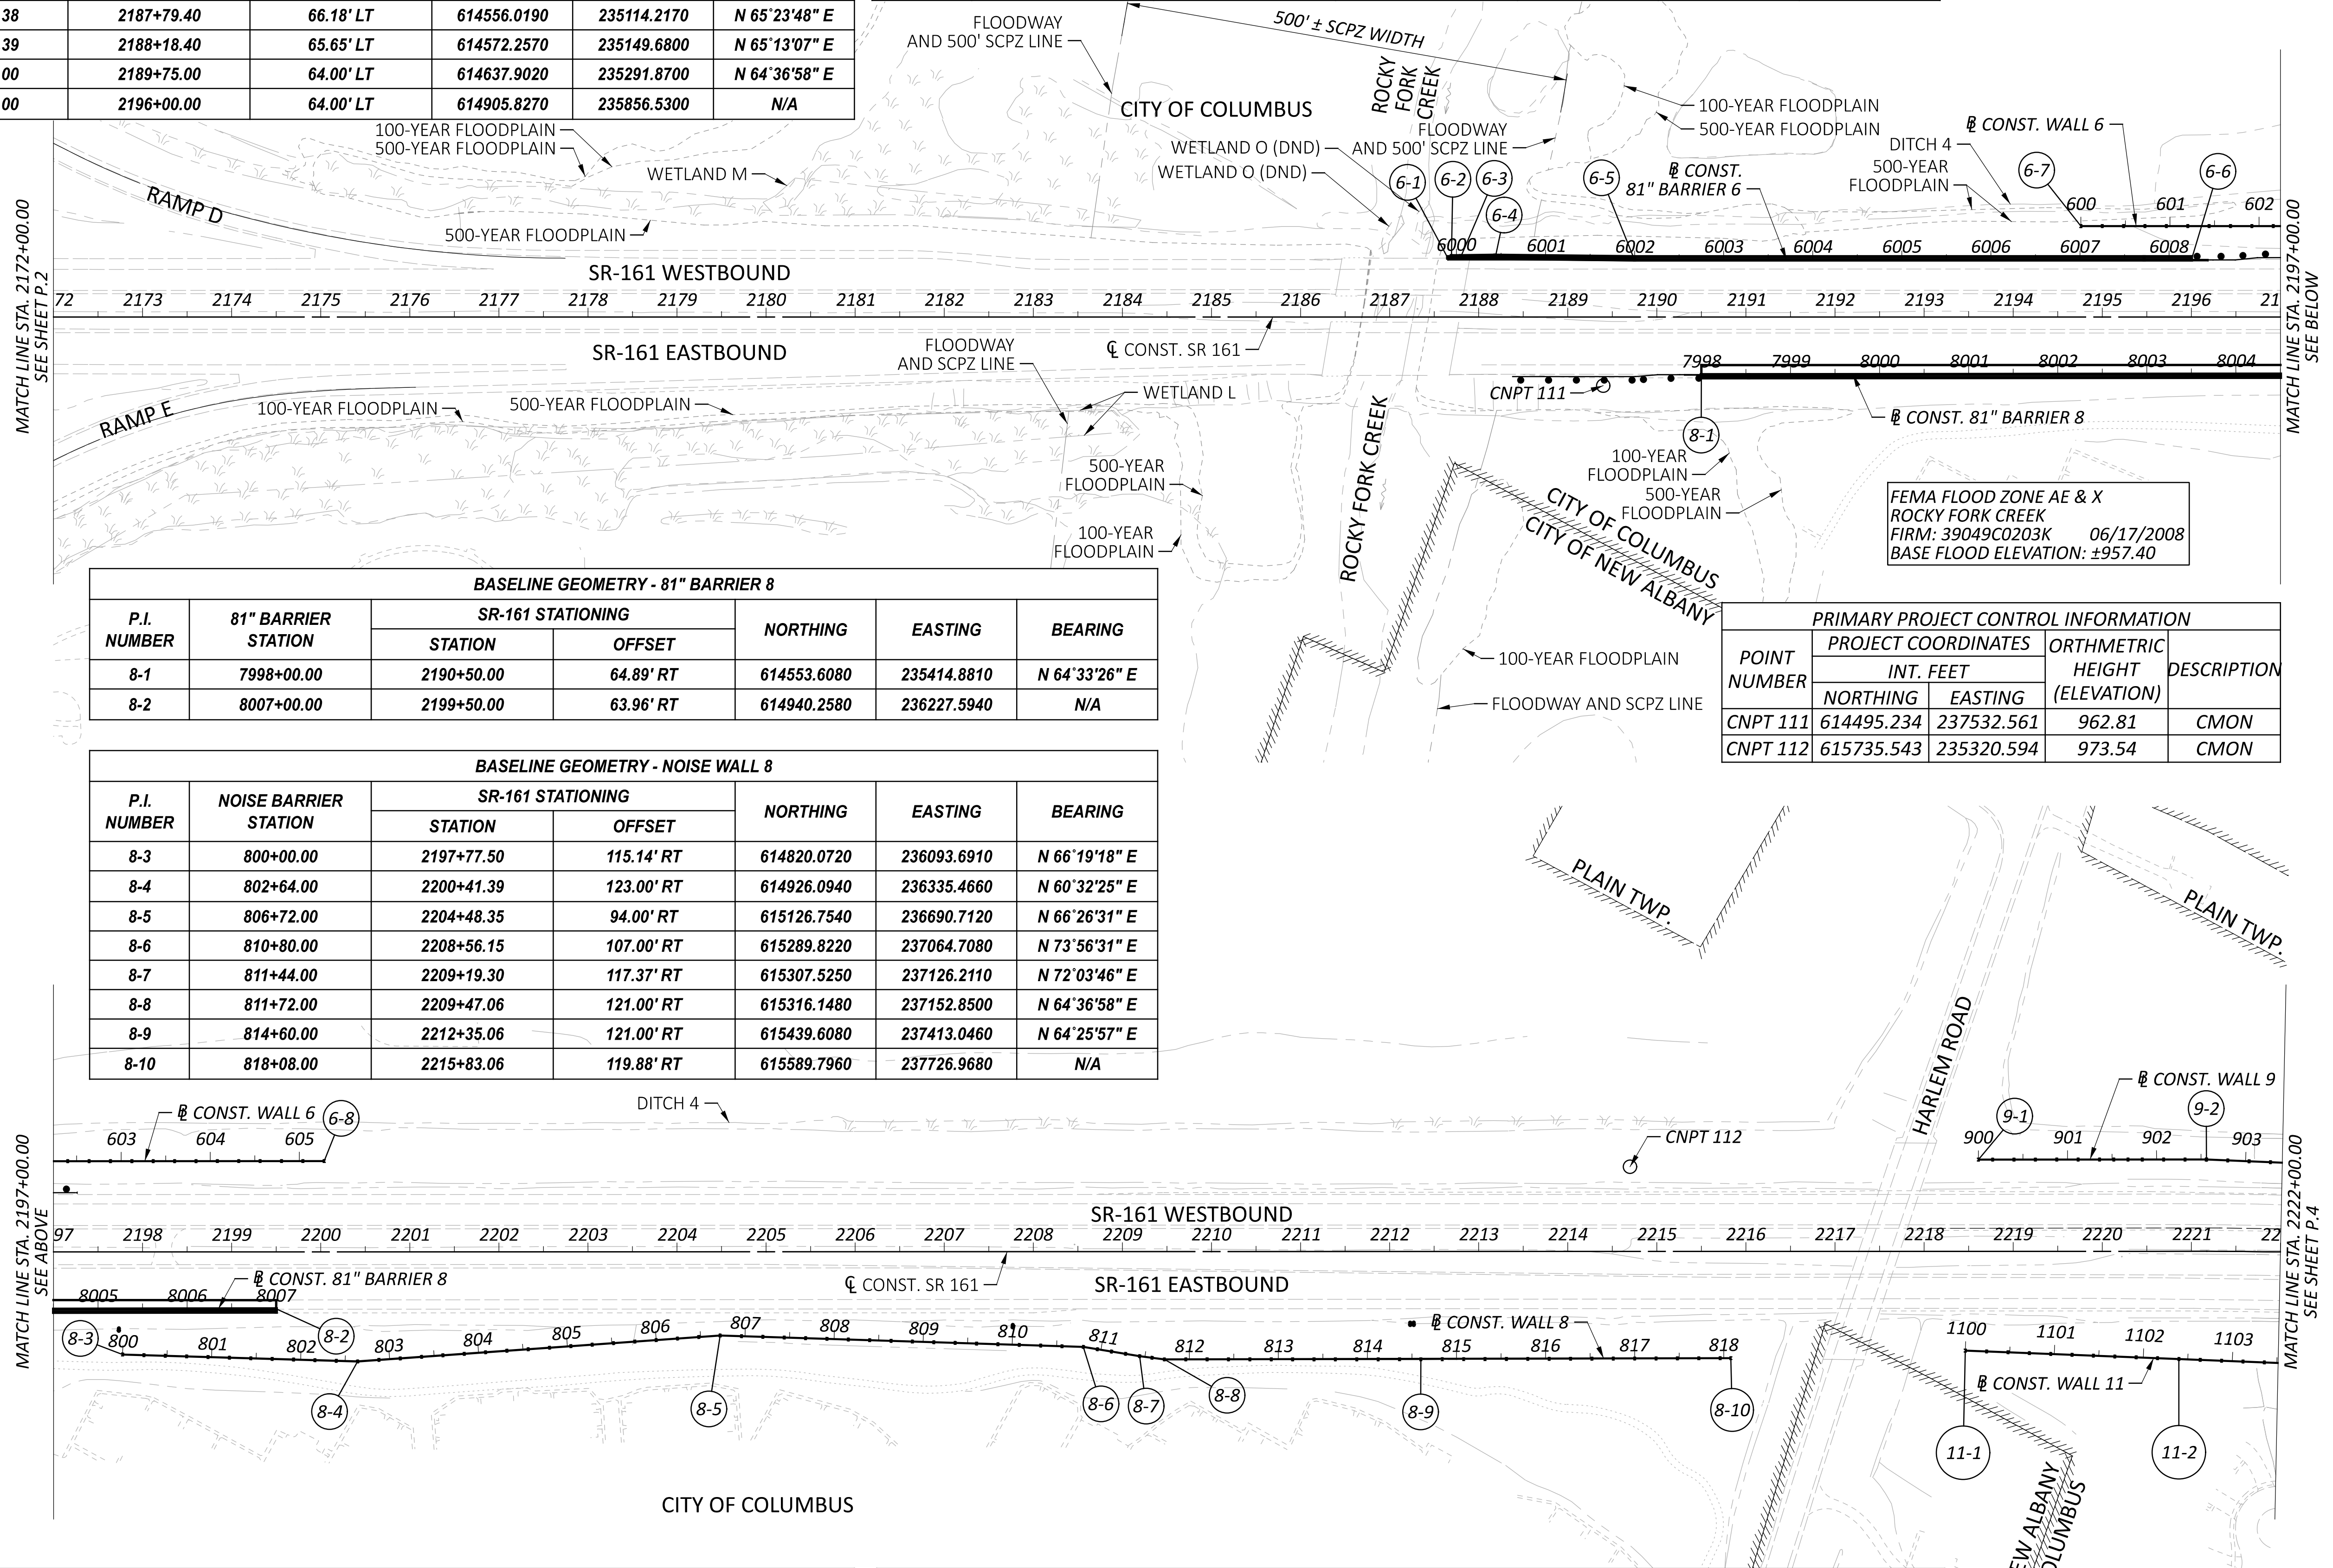 38 2187+79.40 66.18' LT 614556.0190 235114.2170 N 65°23'48" E
39 2188+18.40 65.65' LT 614572.2570 235149.6800 N 65°13'07" E
00 2189+75.00 64.00' LT 614637.9020 235291.8700 N 64°36'58" E
00 2196+00.00 64.00' LT 614905.8270 235856.5300 N/A
FLOODWAY
AND 500' SCPZ LINE
500' ± SCPZ WIDTH
ROCKY
FORK
CREEK
CITY OF COLUMBUS
100-YEAR FLOODPLAIN
500-YEAR FLOODPLAIN
WETLAND M
500-YEAR FLOODPLAIN
WETLAND O (DND)
WETLAND O (DND)
FLOODWAY
AND 500' SCPZ LINE
100-YEAR FLOODPLAIN
500-YEAR FLOODPLAIN
BL CONST. WALL 6
DITCH 4
500-YEAR
FLOODPLAIN
BL CONST.
81" BARRIER 6
6-1 6-2 6-3 6-4 6-5 6-7 6-6
600 601 602
6000 6001 6002 6003 6004 6005 6006 6007 6008
RAMP D
MATCH LINE STA. 2172+00.00
SEE SHEET P.2
MATCH LINE STA. 2197+00.00
SEE BELOW
SR-161 WESTBOUND
72 2173 2174 2175 2176 2177 2178 2179 2180 2181 2182 2183 2184 2185 2186 2187 2188 2189 2190 2191 2192 2193 2194 2195 2196 21
SR-161 EASTBOUND
FLOODWAY
AND SCPZ LINE
CL CONST. SR 161
WETLAND L
RAMP E
100-YEAR FLOODPLAIN
500-YEAR FLOODPLAIN
7998 7999 8000 8001 8002 8003 8004
CNPT 111
BL CONST. 81" BARRIER 8
8-1
500-YEAR
FLOODPLAIN
100-YEAR
FLOODPLAIN
ROCKY FORK CREEK
100-YEAR
FLOODPLAIN
500-YEAR
FLOODPLAIN
CITY OF COLUMBUS
CITY OF NEW ALBANY
FEMA FLOOD ZONE AE & X
ROCKY FORK CREEK
FIRM: 39049C0203K 06/17/2008
BASE FLOOD ELEVATION: ±957.40
100-YEAR FLOODPLAIN
FLOODWAY AND SCPZ LINE
BASELINE GEOMETRY - 81" BARRIER 8
P.I.
NUMBER
81" BARRIER
STATION
SR-161 STATIONING
STATION OFFSET
NORTHING EASTING BEARING
8-1 7998+00.00 2190+50.00 64.89' RT 614553.6080 235414.8810 N 64°33'26" E
8-2 8007+00.00 2199+50.00 63.96' RT 614940.2580 236227.5940 N/A
PRIMARY PROJECT CONTROL INFORMATION
POINT
NUMBER
PROJECT COORDINATES
INT. FEET
NORTHING EASTING
ORTHMETRIC
HEIGHT
(ELEVATION)
DESCRIPTION
CNPT 111 614495.234 237532.561 962.81 CMON
CNPT 112 615735.543 235320.594 973.54 CMON
BASELINE GEOMETRY - NOISE WALL 8
P.I.
NUMBER
NOISE BARRIER
STATION
SR-161 STATIONING
STATION OFFSET
NORTHING EASTING BEARING
8-3 800+00.00 2197+77.50 115.14' RT 614820.0720 236093.6910 N 66°19'18" E
8-4 802+64.00 2200+41.39 123.00' RT 614926.0940 236335.4660 N 60°32'25" E
8-5 806+72.00 2204+48.35 94.00' RT 615126.7540 236690.7120 N 66°26'31" E
8-6 810+80.00 2208+56.15 107.00' RT 615289.8220 237064.7080 N 73°56'31" E
8-7 811+44.00 2209+19.30 117.37' RT 615307.5250 237126.2110 N 72°03'46" E
8-8 811+72.00 2209+47.06 121.00' RT 615316.1480 237152.8500 N 64°36'58" E
8-9 814+60.00 2212+35.06 121.00' RT 615439.6080 237413.0460 N 64°25'57" E
8-10 818+08.00 2215+83.06 119.88' RT 615589.7960 237726.9680 N/A
PLAIN TWP.
PLAIN TWP.
HARLEM ROAD
MATCH LINE STA. 2197+00.00
SEE ABOVE
MATCH LINE STA. 2222+00.00
SEE SHEET P.4
BL CONST. WALL 6
6-8
603 604 605
DITCH 4
CNPT 112
BL CONST. WALL 9
9-1 9-2
900 901 902 903
SR-161 WESTBOUND
97 2198 2199 2200 2201 2202 2203 2204 2205 2206 2207 2208 2209 2210 2211 2212 2213 2214 2215 2216 2217 2218 2219 2220 2221 22
BL CONST. 81" BARRIER 8
CL CONST. SR 161
SR-161 EASTBOUND
8005 8006 8007
8-3 8-2
800 801 802 803 804 805 806 807 808 809 810 811 812 813 814 815 816 817 818
BL CONST. WALL 8
1100 1101 1102 1103
BL CONST. WALL 11
8-4 8-5 8-6 8-7 8-8 8-9 8-10
11-1 11-2
CITY OF COLUMBUS
EW ALBANY
OLUMBUS